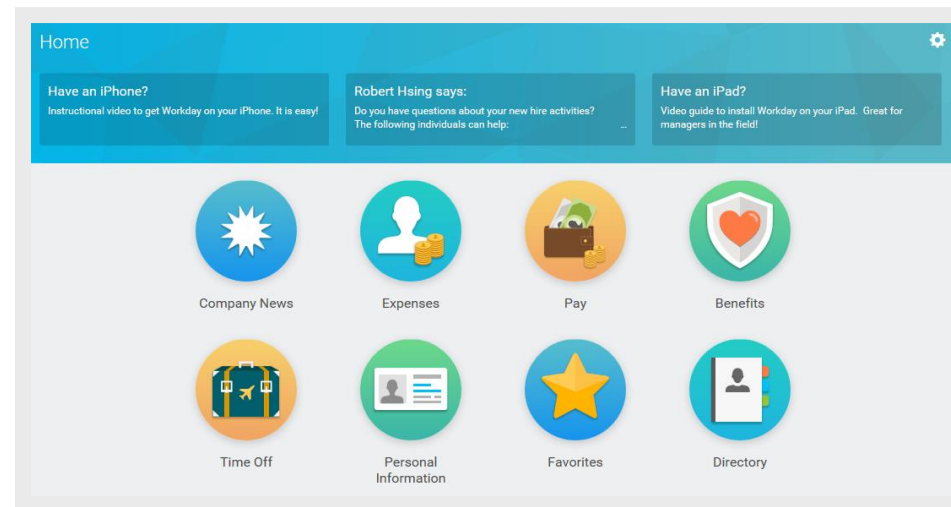 Home
Have an iPhone?
Instructional video to get Workday on your iPhone. It is easy!
Robert Hsing says:
Do you have questions about your new hire activities?
The following individuals can help:
...
Have an iPad?
Video guide to install Workday on your iPad. Great for
managers in the field!
Company News
Expenses
Pay
Benefits
Time Off
Personal
Information
Favorites
Directory